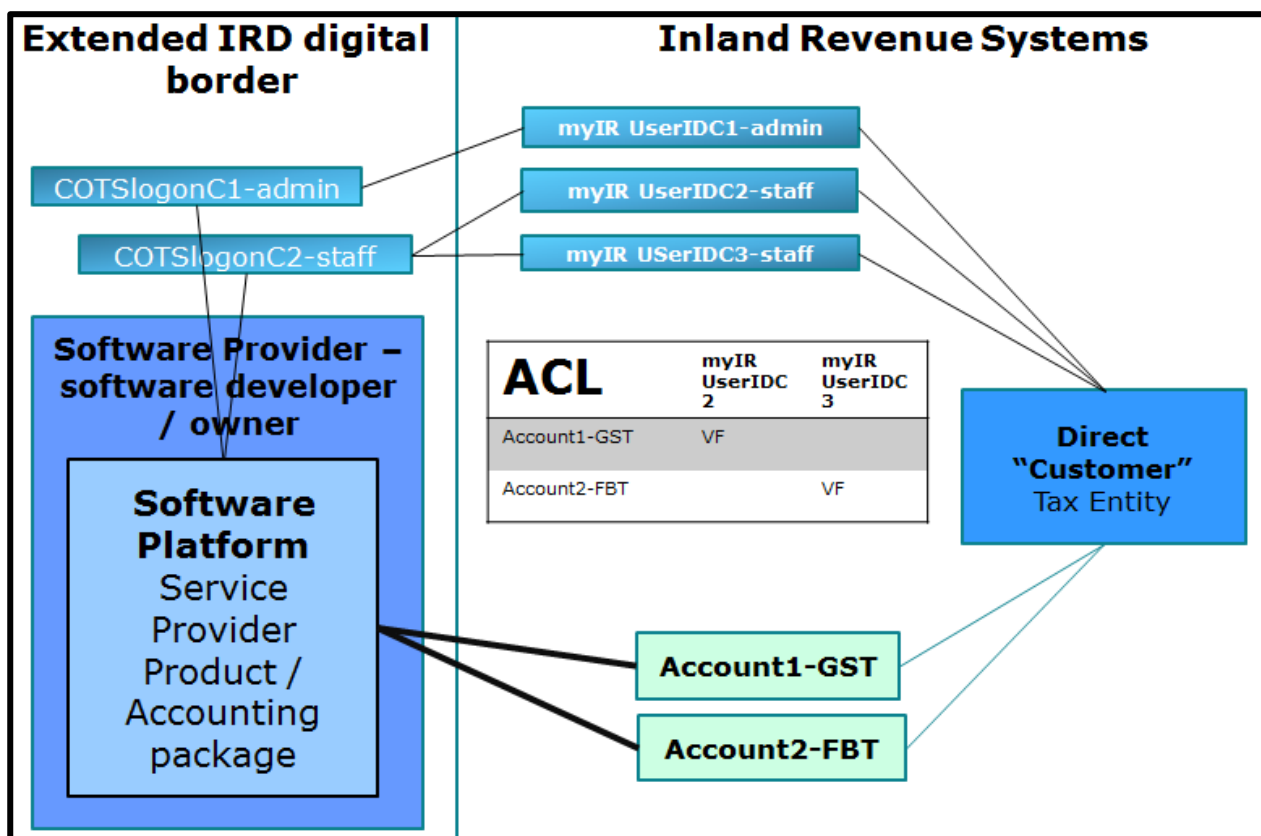 Extended IRD digital
border
Inland Revenue Systems
myIR UserIDC1-admin
COTSlogonC1-admin
myIR UserIDC2-staff
COTSlogonC2-staff
myIR USerIDC3-staff
Software Provider –
software developer
/ owner
Software
Platform
Service
Provider
Product /
Accounting
package
ACL
myIR
UserIDC
2
myIR
UserIDC
3
Account1-GST VF
Account2-FBT VF
Direct
“Customer”
Tax Entity
Account1-GST
Account2-FBT